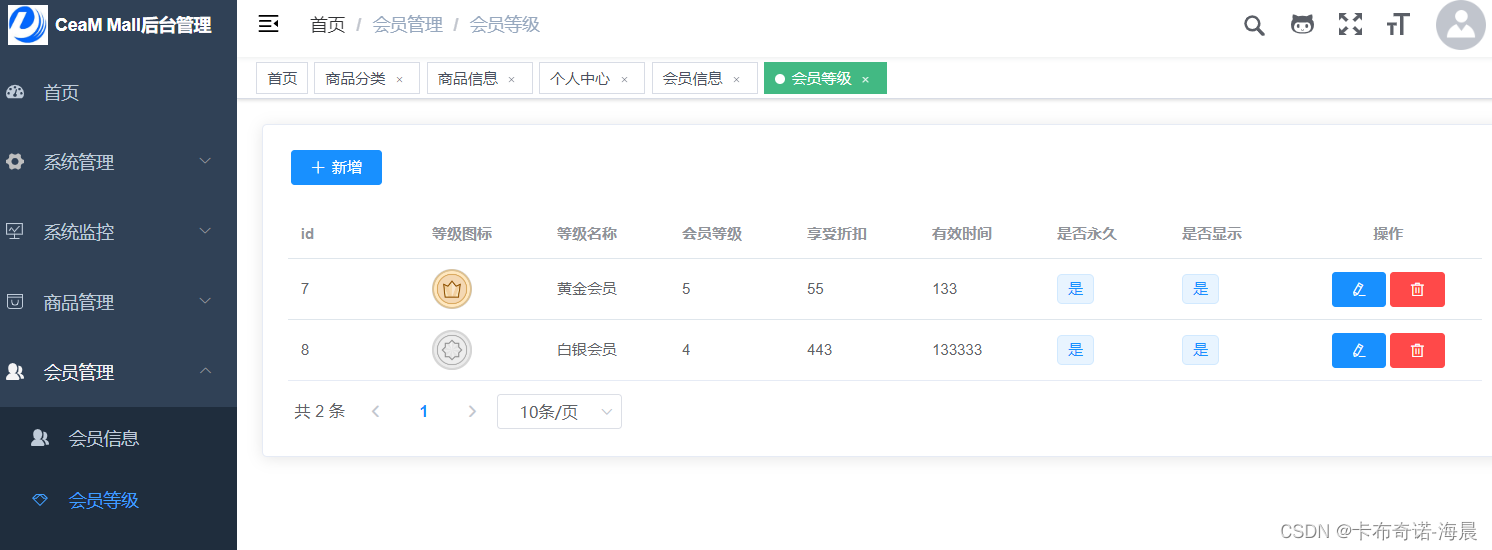 CeaM Mall后台管理
首页
系统管理
系统监控
商品管理
会员管理
会员信息
会员等级
首页 / 会员管理 / 会员等级
首页 商品分类 × 商品信息 × 个人中心 × 会员信息 × 会员等级 ×
+ 新增
id 等级图标 等级名称 会员等级 享受折扣 有效时间 是否永久 是否显示 操作
7 黄金会员 5 55 133 是 是
8 白银会员 4 443 133333 是 是
共 2 条 1 10条/页
CSDN @卡布奇诺-海晨